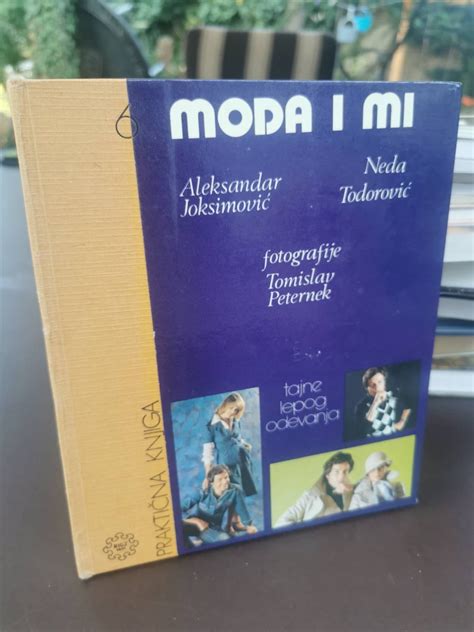 6
MODA I MI
Aleksandar
Joksimović
Neda
Todorović
fotografije
Tomislav
Peternek
tajne
lepog
odevanja
PRAKTIČNA KNJIGA